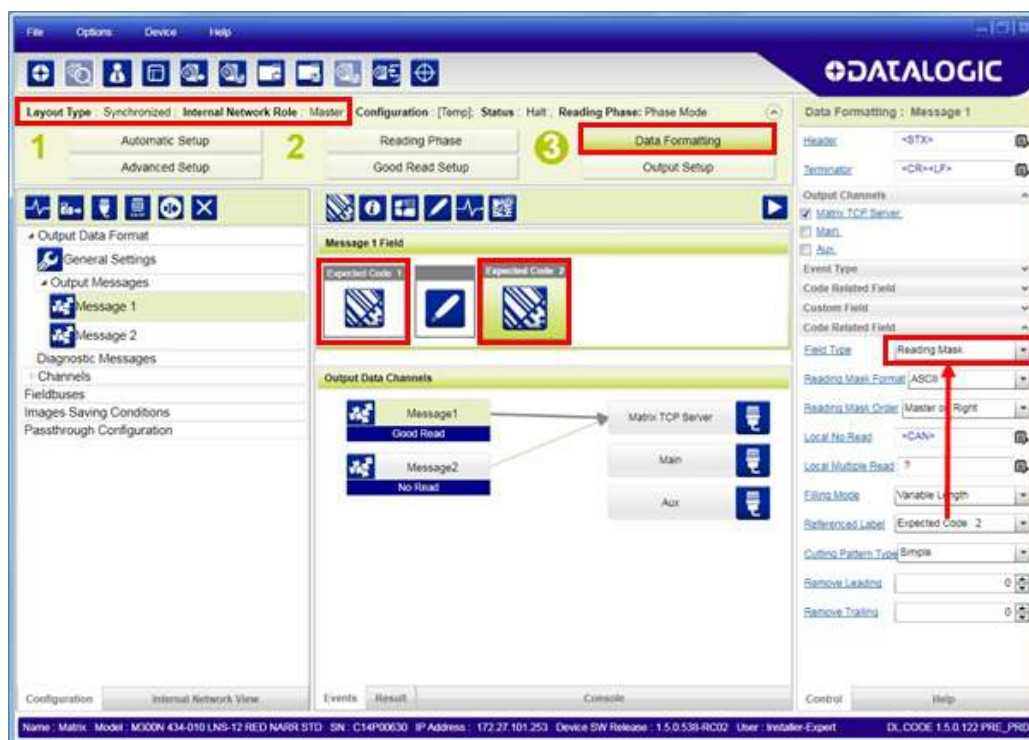 File Options Device Help
DATALOGIC
Layout Type : Synchronized : Internal Network Role : Master : Configuration : [Temp]: Status : Halt : Reading Phase: Phase Mode
1 Automatic Setup 2 Reading Phase 3 Data Formatting
Advanced Setup Good Read Setup Output Setup
Output Data Format
General Settings
Output Messages
Message 1
Message 2
Diagnostic Messages
Channels
Fieldbuses
Images Saving Conditions
Passthrough Configuration
Configuration Internal Network View
Message 1 Field
Expected Code 1 Expected Code 2
Output Data Channels
Message1
Good Read
Message2
No Read
Matrix TCP Server
Main
Aux
Events Result Console
Data Formatting : Message 1
Header <STX>
Terminator <CR><LF>
Output Channels
Matrix TCP Server
Main
Aux
Event Type
Code Related Field
Custom Field
Code Related Field
Field Type Reading Mask
Reading Mask Format ASCII
Reading Mask Order Master on Right
Local No Read <CAN>
Local Multiple Read ?
Filling Mode Variable Length
Referenced Label Expected Code 2
Cutting Pattern Type Simple
Remove Leading 0
Remove Trailing 0
Control Help
Name : Matrix Model : M300N 434-010 LNS-12 RED NARR STD SN : C14P00630 IP Address : 172.27.101.253 Device SW Release : 1.5.0.538-RC02 User : Installer-Expert DL.CODE 1.5.0.122 PRE_PRE